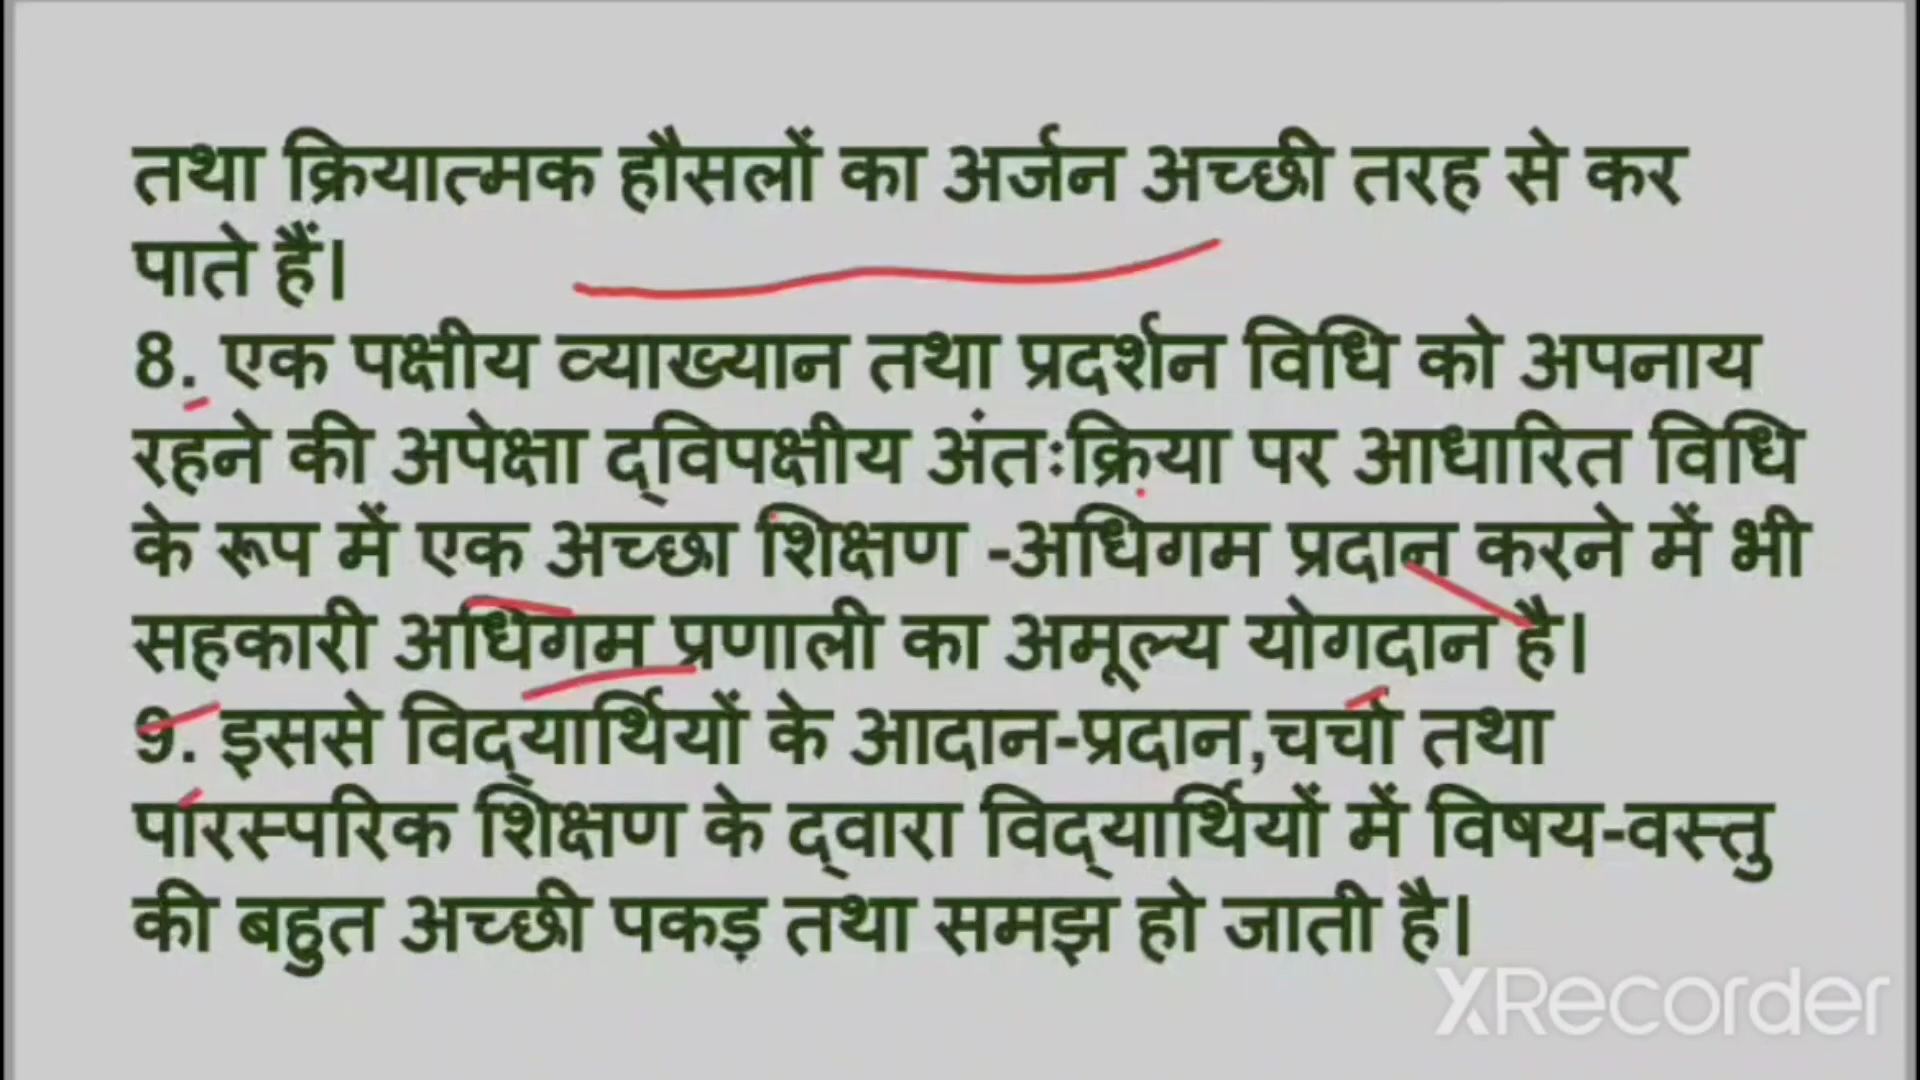 तथा क्रियात्मक हौसलों का अर्जन अच्छी तरह से कर
पाते हैं।
8. एक पक्षीय व्याख्यान तथा प्रदर्शन विधि को अपनाय
रहने की अपेक्षा द्विपक्षीय अंतःक्रिया पर आधारित विधि
के रूप में एक अच्छा शिक्षण -अधिगम प्रदान करने में भी
सहकारी अधिगम प्रणाली का अमूल्य योगदान है।
9. इससे विद्यार्थियों के आदान-प्रदान,चर्चा तथा
पारस्परिक शिक्षण के द्वारा विद्यार्थियों में विषय-वस्तु
की बहुत अच्छी पकड़ तथा समझ हो जाती है।
XRecorder